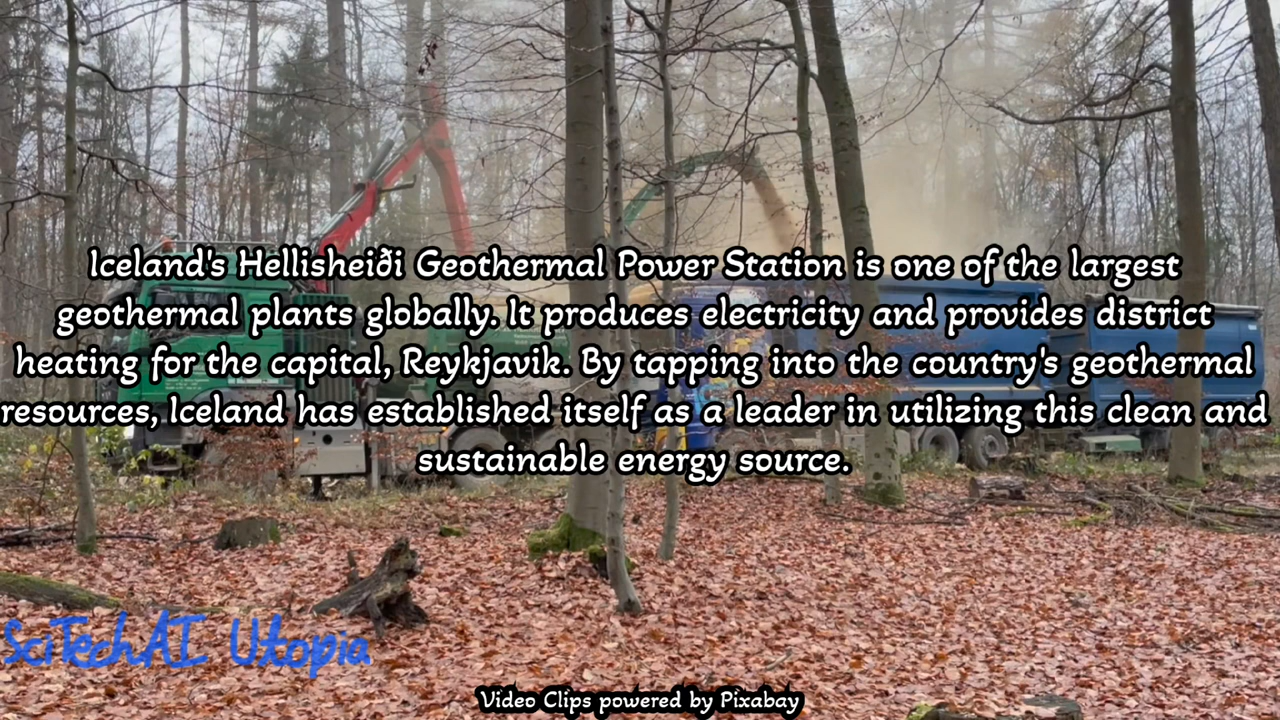 Iceland's Hellisheiði Geothermal Power Station is one of the largest
geothermal plants globally. It produces electricity and provides district
heating for the capital, Reykjavik. By tapping into the country's geothermal
resources, Iceland has established itself as a leader in utilizing this clean and
sustainable energy source.
SciTechAI Utopia
Video Clips powered by Pixabay